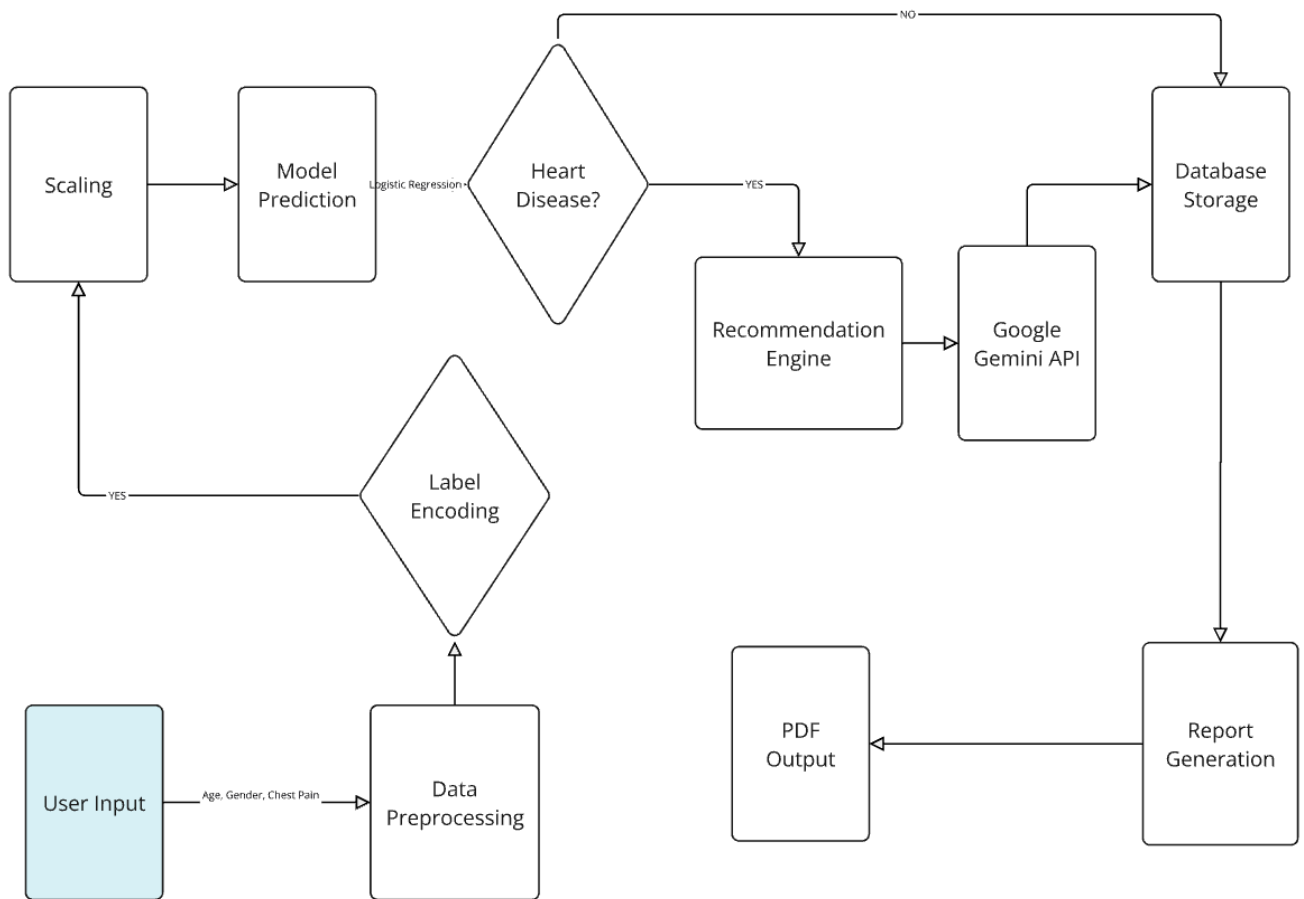 NO
Scaling
Model
Prediction
Logistic Regression
Heart
Disease?
YES
Database
Storage
Recommendation
Engine
Google
Gemini API
Label
Encoding
YES
User Input
Age, Gender, Chest Pain
Data
Preprocessing
PDF
Output
Report
Generation